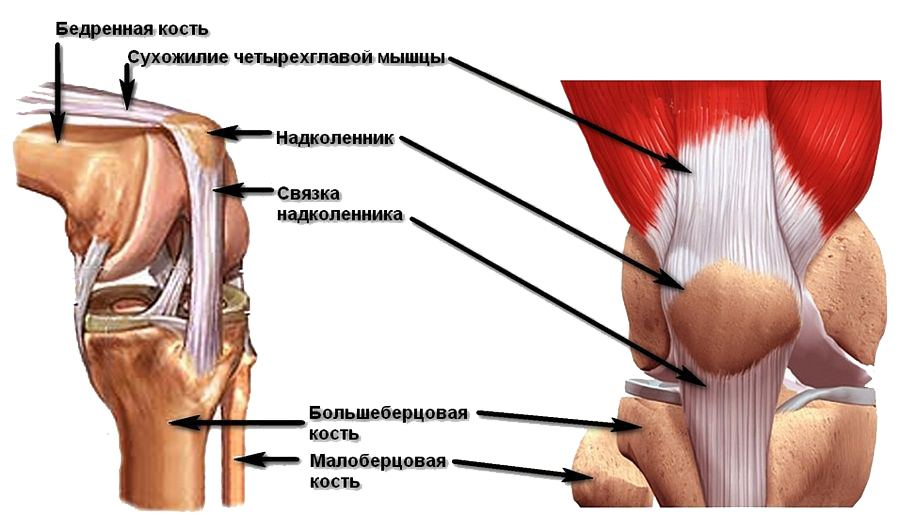 Бедренная кость
Сухожилие четырехглавой мышцы
Надколенник
Связка
надколенника
Большеберцовая
кость
Малоберцовая
кость